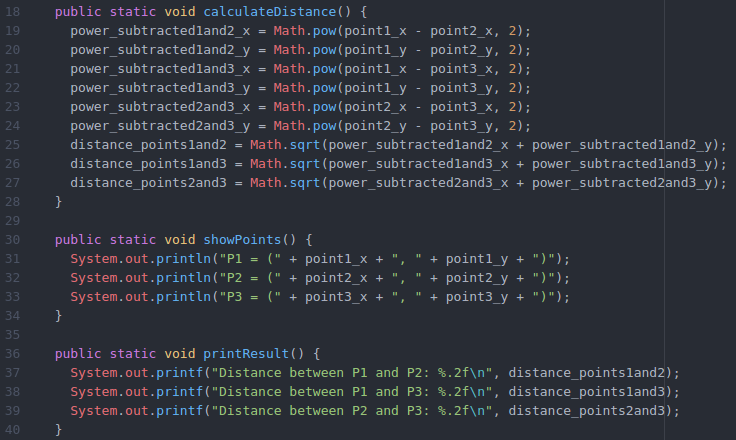 18 public static void calculateDistance() {
19 power_subtracted1and2_x = Math.pow(point1_x - point2_x, 2);
20 power_subtracted1and2_y = Math.pow(point1_y - point2_y, 2);
21 power_subtracted1and3_x = Math.pow(point1_x - point3_x, 2);
22 power_subtracted1and3_y = Math.pow(point1_y - point3_y, 2);
23 power_subtracted2and3_x = Math.pow(point2_x - point3_x, 2);
24 power_subtracted2and3_y = Math.pow(point2_y - point3_y, 2);
25 distance_points1and2 = Math.sqrt(power_subtracted1and2_x + power_subtracted1and2_y);
26 distance_points1and3 = Math.sqrt(power_subtracted1and3_x + power_subtracted1and3_y);
27 distance_points2and3 = Math.sqrt(power_subtracted2and3_x + power_subtracted2and3_y);
28 }
29
30 public static void showPoints() {
31 System.out.println("P1 = (" + point1_x + ", " + point1_y + ")");
32 System.out.println("P2 = (" + point2_x + ", " + point2_y + ")");
33 System.out.println("P3 = (" + point3_x + ", " + point3_y + ")");
34 }
35
36 public static void printResult() {
37 System.out.printf("Distance between P1 and P2: %.2f\n", distance_points1and2);
38 System.out.printf("Distance between P1 and P3: %.2f\n", distance_points1and3);
39 System.out.printf("Distance between P2 and P3: %.2f\n", distance_points2and3);
40 }